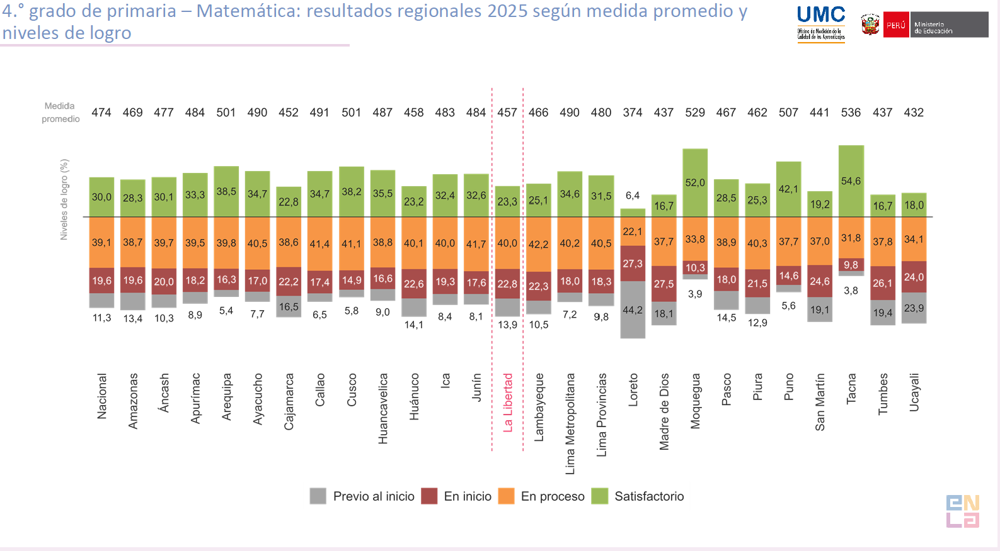 4.° grado de primaria – Matemática: resultados regionales 2025 según medida promedio y
niveles de logro
UMC
Oficina de Medición de la
Calidad de los Aprendizajes
PERÚ
Ministerio
de Educación
Medida
promedio
474 469 477 484 501 490 452 491 501 487 458 483 484 457 466 490 480 374 437 529 467 462 507 441 536 437 432
Niveles de logro (%)
30,0 28,3 30,1 33,3 38,5 34,7 22,8 34,7 38,2 35,5 23,2 32,4 32,6 23,3 25,1 34,6 31,5 6,4 16,7 52,0 28,5 25,3 42,1 19,2 54,6 16,7 18,0
39,1 38,7 39,7 39,5 39,8 40,5 38,6 41,4 41,1 38,8 40,1 40,0 41,7 40,0 42,2 40,2 40,5 22,1 37,7 33,8 38,9 40,3 37,7 37,0 31,8 37,8 34,1
19,6 19,6 20,0 18,2 16,3 17,0 22,2 17,4 14,9 16,6 22,6 19,3 17,6 22,8 22,3 18,0 18,3 27,3 27,5 10,3 18,0 21,5 14,6 24,6 9,8 26,1 24,0
11,3 13,4 10,3 8,9 5,4 7,7 16,5 6,5 5,8 9,0 14,1 8,4 8,1 13,9 10,5 7,2 9,8 44,2 18,1 3,9 14,5 12,9 5,6 19,1 3,8 19,4 23,9
Nacional
Amazonas
Áncash
Apurímac
Arequipa
Ayacucho
Cajamarca
Callao
Cusco
Huancavelica
Huánuco
Ica
Junín
La Libertad
Lambayeque
Lima Metropolitana
Lima Provincias
Loreto
Madre de Dios
Moquegua
Pasco
Piura
Puno
San Martín
Tacna
Tumbes
Ucayali
Previo al inicio En inicio En proceso Satisfactorio
EN
La